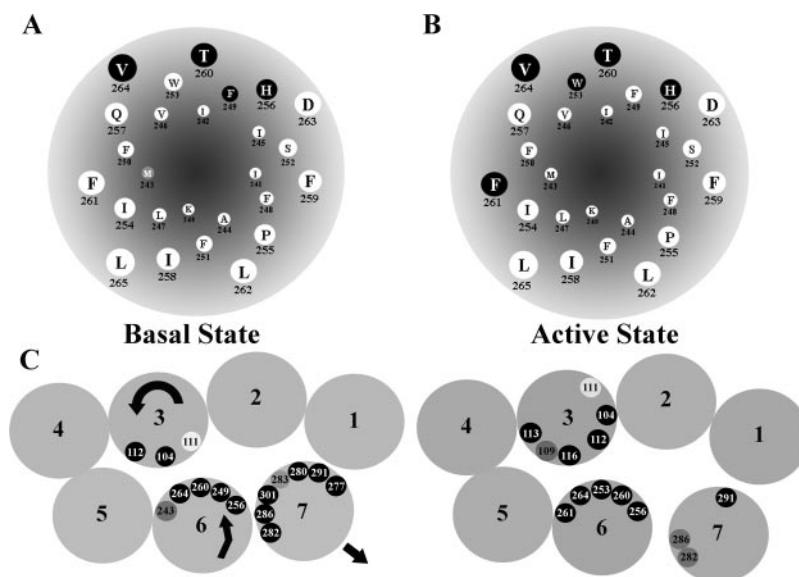 A
T
260
V
264
W
253
F
249
H
256
D
263
Q
257
V
246
I
242
I
245
F
250
S
252
M
243
I
241
F
261
F
259
I
254
L
247
K
240
A
244
F
248
P
255
F
251
L
265
I
258
L
262
Basal State
B
T
260
V
264
W
253
F
249
H
256
D
263
Q
257
V
246
I
242
I
245
F
250
S
252
M
243
I
241
F
261
F
259
I
254
L
247
K
240
A
244
F
248
P
255
F
251
L
265
I
258
L
262
Active State
C
4
3
112
104
111
2
1
5
6
243
264
260
249
256
7
283
280
291
277
301
286
282
4
3
111
104
113
109
116
112
2
1
5
6
261
264
253
260
256
7
291
286
282